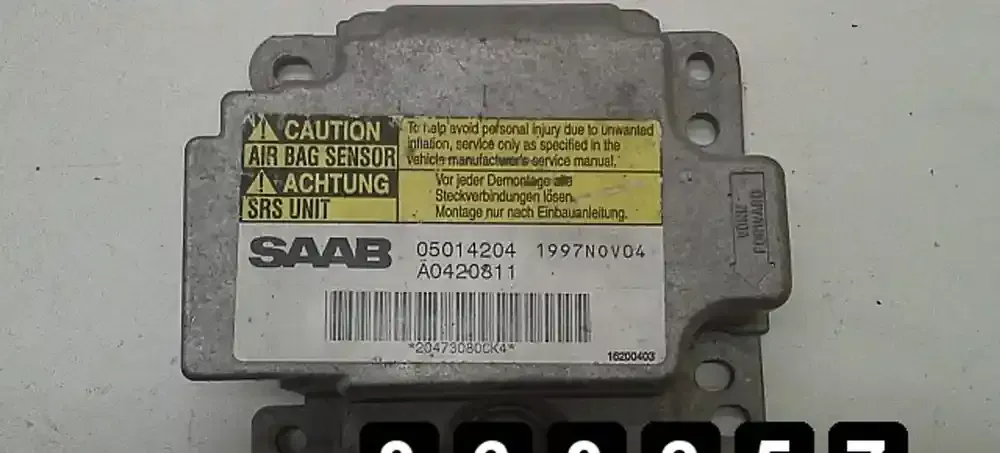 CAUTION
AIR BAG SENSOR
To help avoid personal injury due to unwanted
inflation, service only as specified in the
vehicle manufacturer's service manual.
ACHTUNG
SRS UNIT
Vor jeder Demontage alle
Steckverbindungen lösen.
Montage nur nach Einbauanleitung.
VORN-
FORWARD
SAAB 05014204 1997NOV04
A0420811
*20473080CK4*
16200403